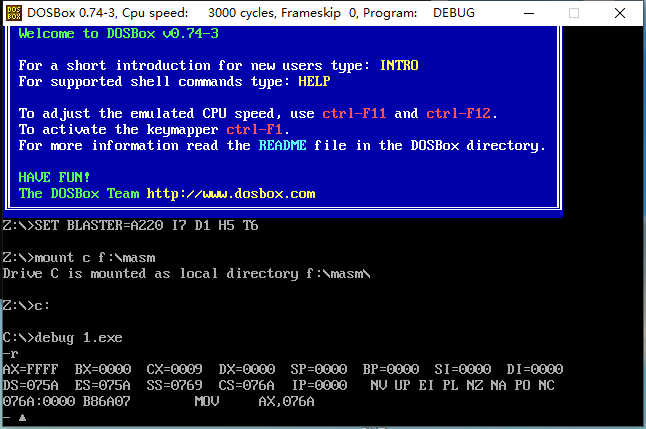 DOSBox 0.74-3, Cpu speed: 3000 cycles, Frameskip 0, Program: DEBUG
Welcome to DOSBox v0.74-3
For a short introduction for new users type: INTRO
For supported shell commands type: HELP
To adjust the emulated CPU speed, use ctrl-F11 and ctrl-F12.
To activate the keymapper ctrl-F1.
For more information read the README file in the DOSBox directory.
HAVE FUN!
The DOSBox Team http://www.dosbox.com
Z:\>SET BLASTER=A220 I7 D1 H5 T6
Z:\>mount c f:\masm
Drive C is mounted as local directory f:\masm\
Z:\>c:
C:\>debug 1.exe
-r
AX=FFFF BX=0000 CX=0009 DX=0000 SP=0000 BP=0000 SI=0000 DI=0000
DS=075A ES=075A SS=0769 CS=076A IP=0000 NV UP EI PL NZ NA PO NC
076A:0000 B86A07 MOV AX,076A
- ▲